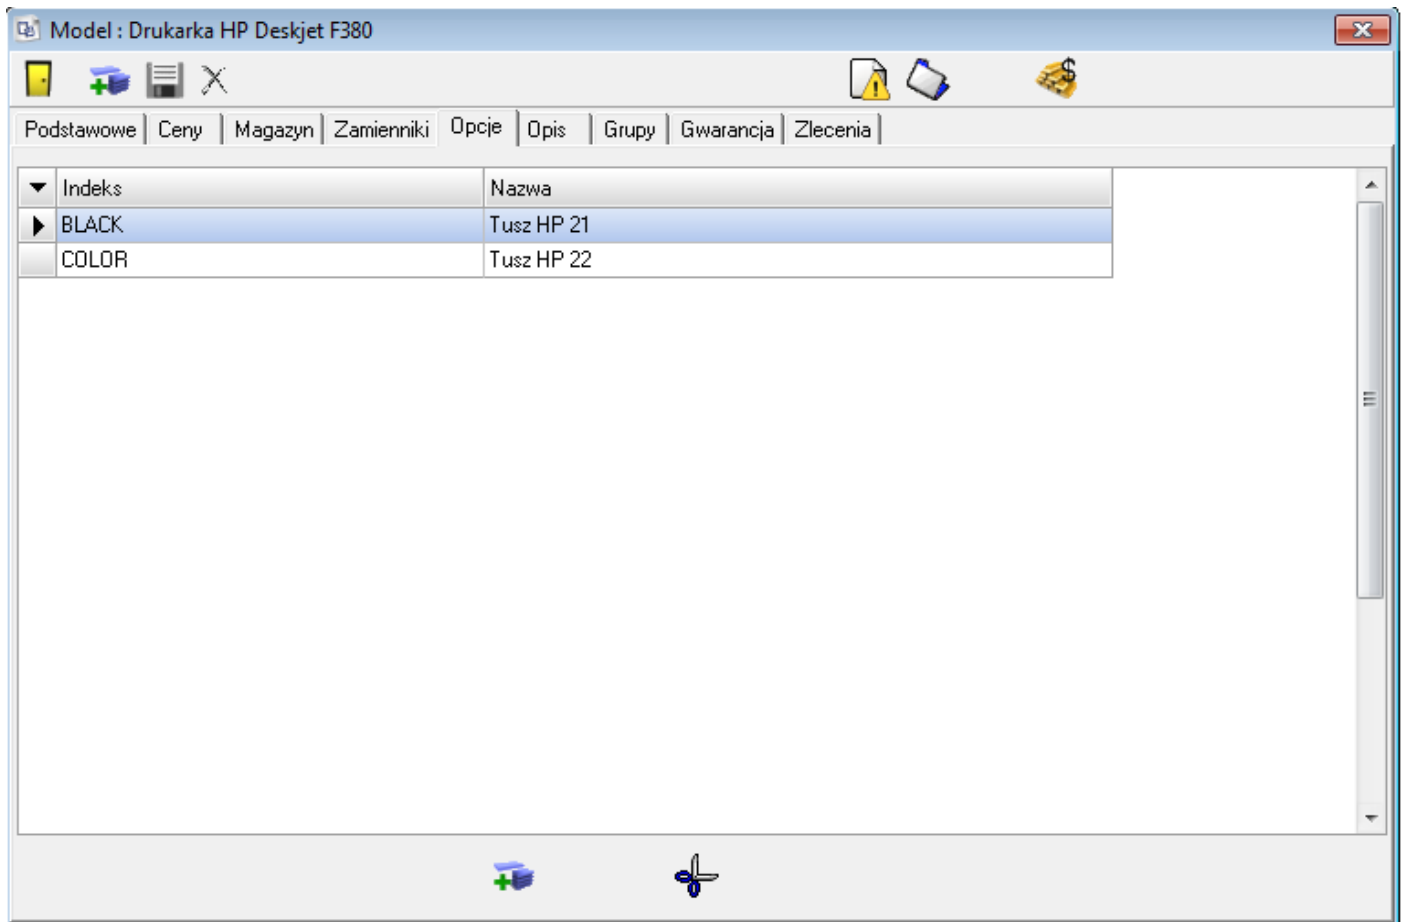 Model : Drukarka HP Deskjet F380
Podstawowe Ceny Magazyn Zamienniki Opcje Opis Grupy Gwarancja Zlecenia
Indeks Nazwa
BLACK Tusz HP 21
COLOR Tusz HP 22